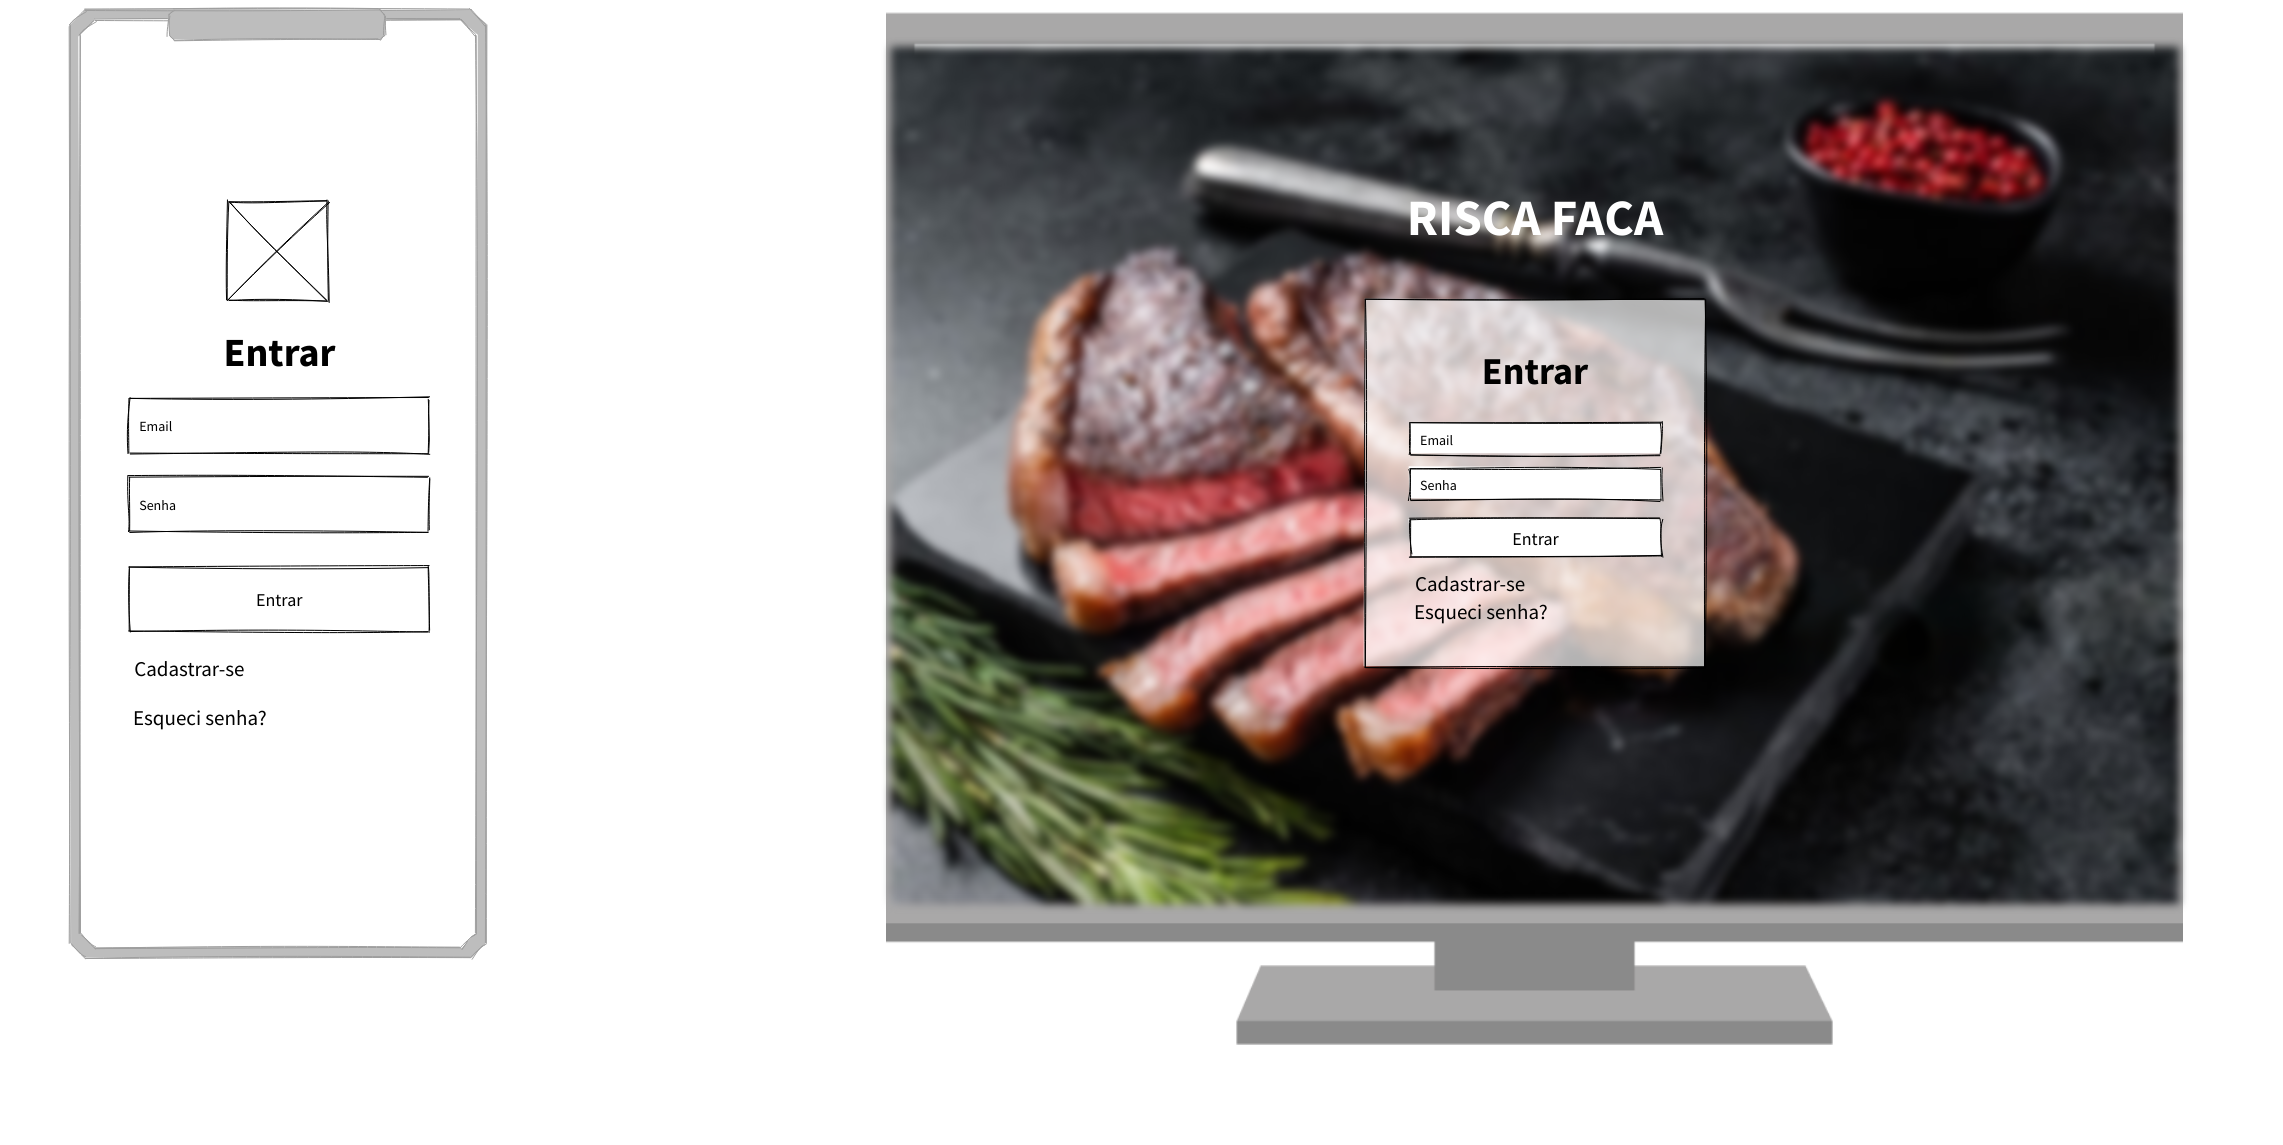 Entrar
Email
Senha
Entrar
Cadastrar-se
Esqueci senha?
RISCA FACA
Entrar
Email
Senha
Entrar
Cadastrar-se
Esqueci senha?